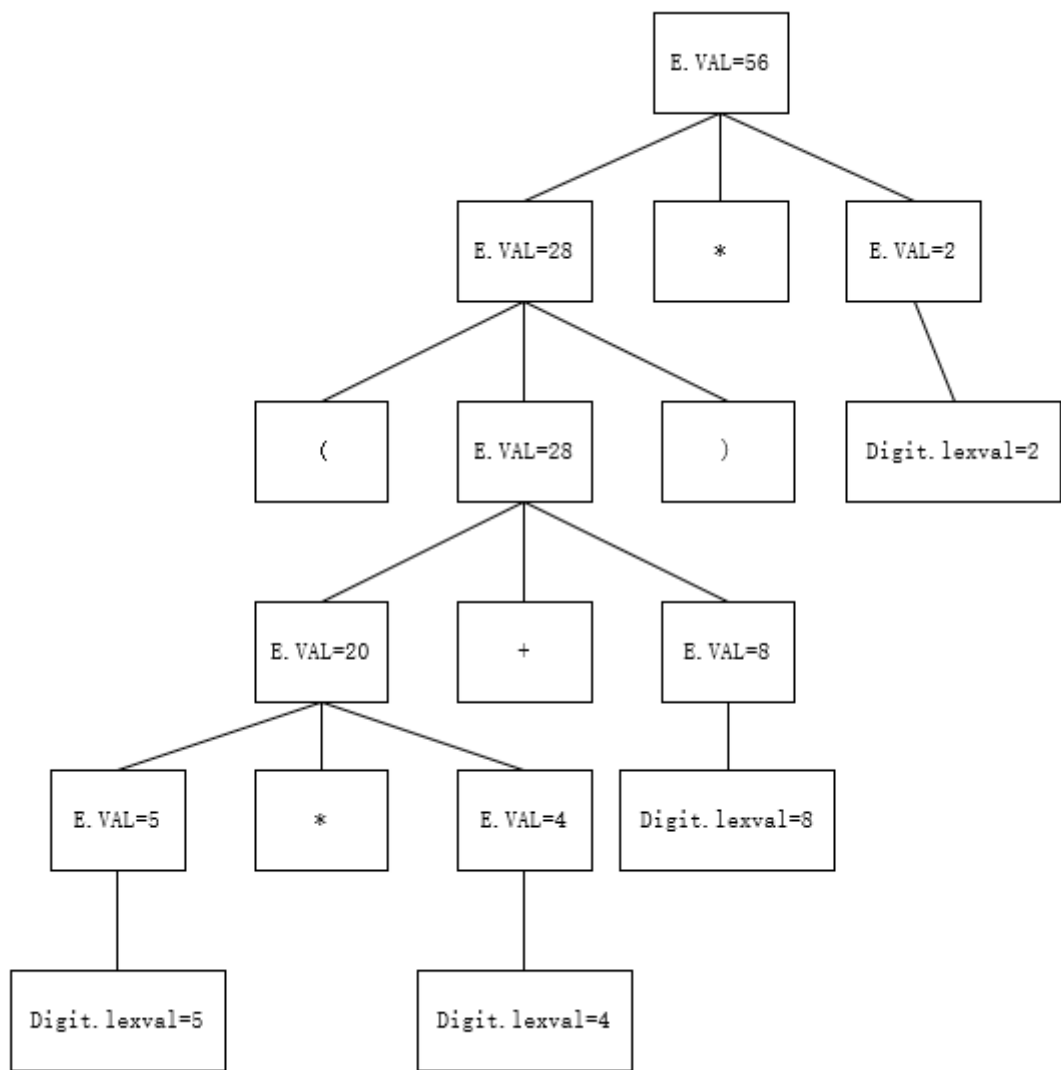 E.VAL=56
E.VAL=28
*
E.VAL=2
(
E.VAL=28
)
Digit.lexval=2
E.VAL=20
+
E.VAL=8
E.VAL=5
*
E.VAL=4
Digit.lexval=8
Digit.lexval=5
Digit.lexval=4